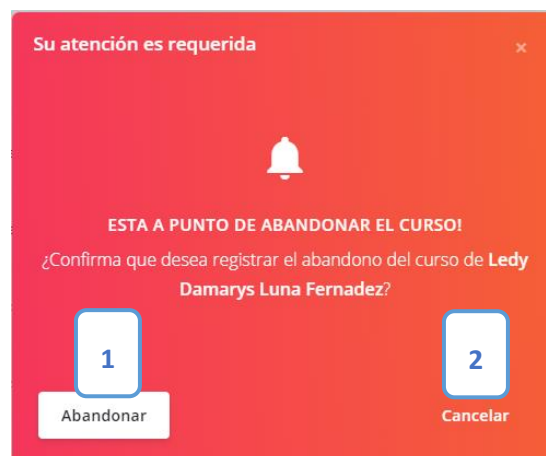 Su atención es requerida
×
ESTA A PUNTO DE ABANDONAR EL CURSO!
¿Confirma que desea registrar el abandono del curso de Ledy
Damarys Luna Fernadez?
1
2
Abandonar
Cancelar